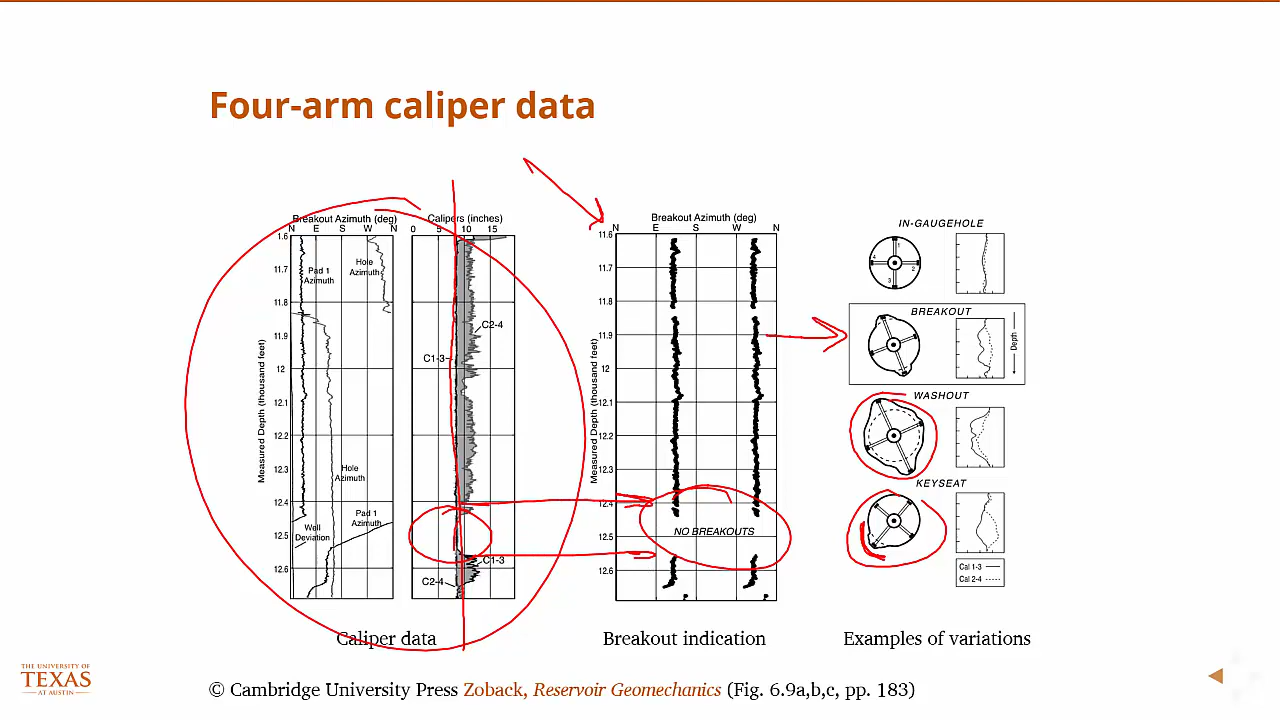 Four-arm caliper data
Breakout Azimuth (deg)
N E S W N
1.6
11.7
11.8
11.9
12
12.1
12.2
12.3
12.4
12.5
12.6
Measured Depth (thousand feet)
Pad 1
Azimuth
Hole
Azimuth
Hole
Azimuth
Pad 1
Azimuth
Well
Deviation
Calipers (inches)
0 5 10 15
C2-4
C1-3
C1-3
C2-4
Caliper data
Breakout Azimuth (deg)
N E S W N
11.6
11.7
11.8
11.9
12
12.1
12.2
12.3
12.4
12.5
12.6
Measured Depth (thousand feet)
NO BREAKOUTS
Breakout indication
IN-GAUGEHOLE
1
2
3
4
BREAKOUT
Depth
WASHOUT
KEYSEAT
Cal 1-3
Cal 2-4
Examples of variations
THE UNIVERSITY OF
TEXAS
AT AUSTIN
© Cambridge University Press Zoback, Reservoir Geomechanics (Fig. 6.9a,b,c, pp. 183)